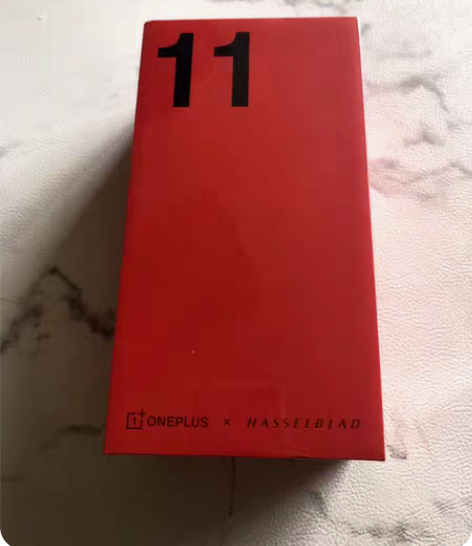 11
ONEPLUS × HASSELBLAD